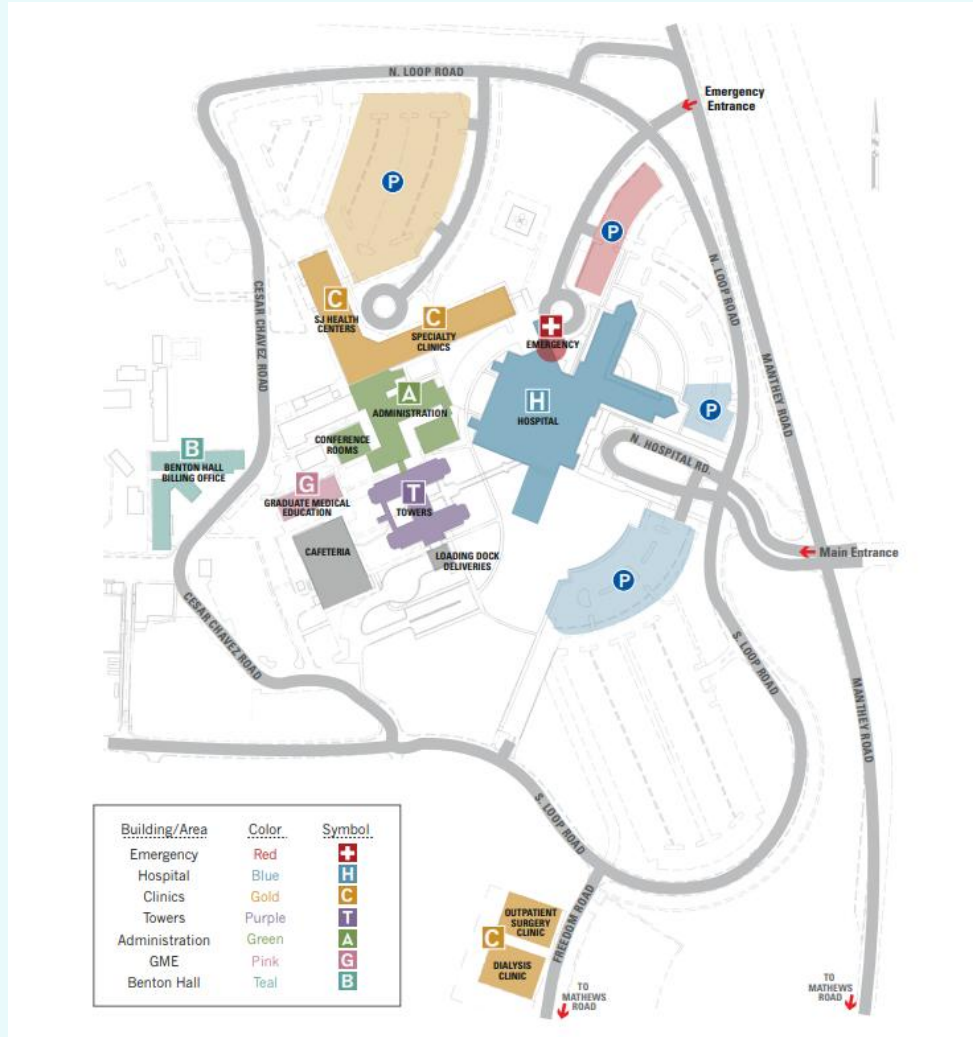 N. LOOP ROAD
Emergency
Entrance
P
P
N. LOOP ROAD
CESAR CHAVEZ ROAD
C
SJ HEALTH
CENTERS
C
SPECIALTY
CLINICS
EMERGENCY
MANTHEY ROAD
A
ADMINISTRATION
H
HOSPITAL
P
CONFERENCE
ROOMS
N. HOSPITAL RD.
B
BENTON HALL
BILLING OFFICE
G
GRADUATE MEDICAL
EDUCATION
T
TOWERS
CAFETERIA
LOADING DOCK
DELIVERIES
Main Entrance
P
CESAR CHAVEZ ROAD
S. LOOP ROAD
MANTHEY ROAD
S. LOOP ROAD
Building/Area Color Symbol
Emergency Red
Hospital Blue H
Clinics Gold C
Towers Purple T
Administration Green A
GME Pink G
Benton Hall Teal B
OUTPATIENT
SURGERY
CLINIC
C
DIALYSIS
CLINIC
FREEDOM ROAD
TO
MATHEWS
ROAD
TO
MATHEWS
ROAD